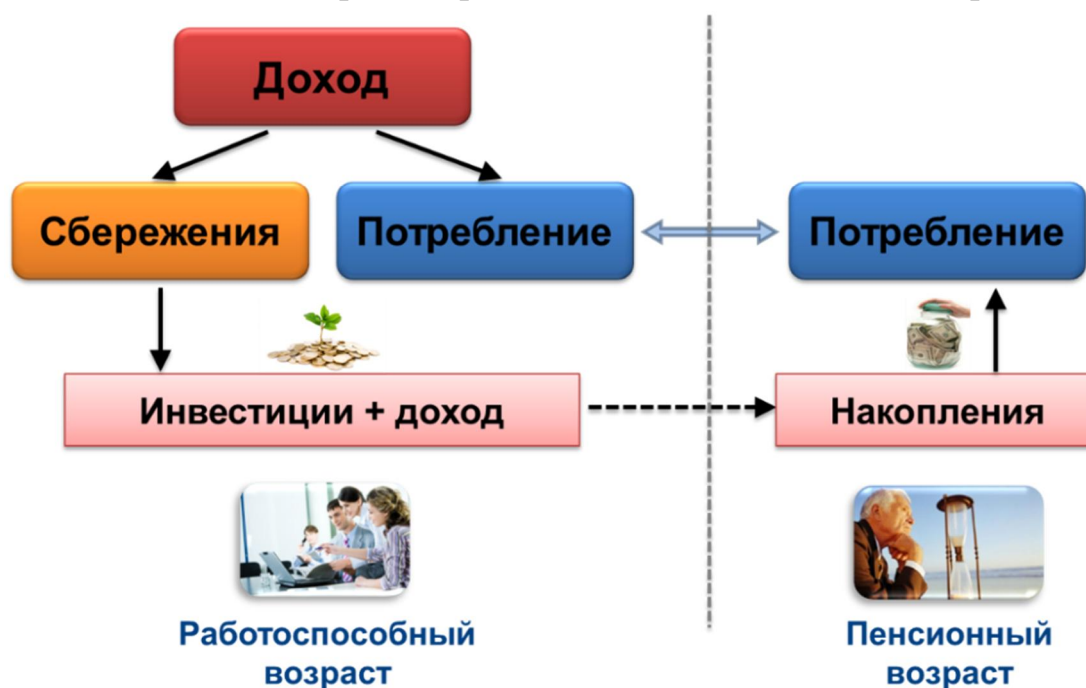 Доход
Сбережения
Потребление
Потребление
Инвестиции + доход
Накопления
Работоспособный
возраст
Пенсионный
возраст